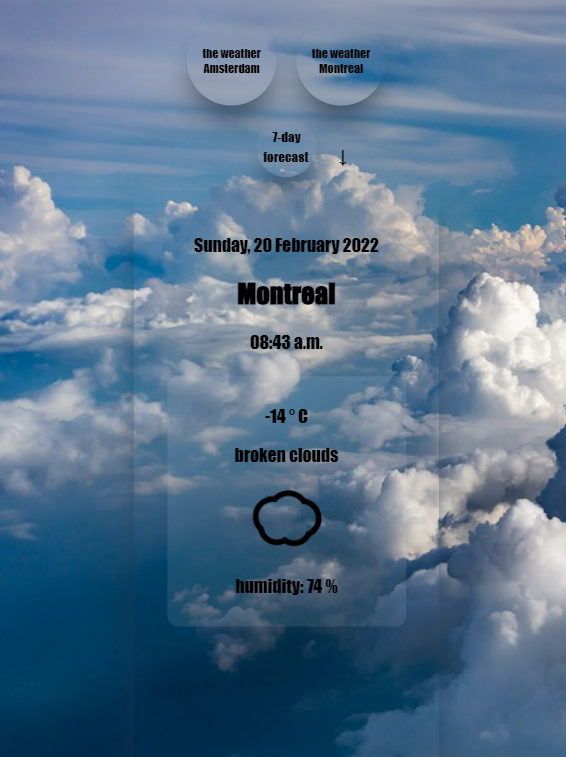 the weather
Amsterdam
the weather
Montreal
7-day
forecast
↓
Sunday, 20 February 2022
Montreal
08:43 a.m.
-14 ° C
broken clouds
humidity: 74 %